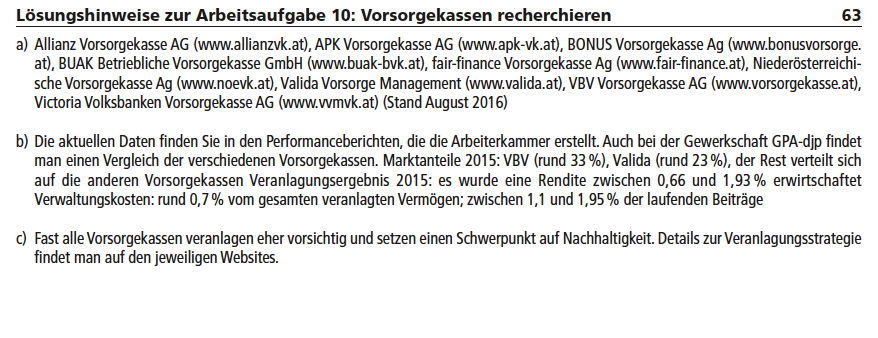 Lösungshinweise zur Arbeitsaufgabe 10: Vorsorgekassen recherchieren 63
a) Allianz Vorsorgekasse AG (www.allianzvk.at), APK Vorsorgekasse AG (www.apk-vk.at), BONUS Vorsorgekasse Ag (www.bonusvorsorge.
at), BUAK Betriebliche Vorsorgekasse GmbH (www.buak-bvk.at), fair-finance Vorsorgekasse Ag (www.fair-finance.at), Niederösterreichi-
sche Vorsorgekasse Ag (www.noevk.at), Valida Vorsorge Management (www.valida.at), VBV Vorsorgekasse AG (www.vorsorgekasse.at),
Victoria Volksbanken Vorsorgekasse AG (www.vvmvk.at) (Stand August 2016)
b) Die aktuellen Daten finden Sie in den Performanceberichten, die die Arbeiterkammer erstellt. Auch bei der Gewerkschaft GPA-djp findet
man einen Vergleich der verschiedenen Vorsorgekassen. Marktanteile 2015: VBV (rund 33 %), Valida (rund 23 %), der Rest verteilt sich
auf die anderen Vorsorgekassen Veranlagungsergebnis 2015: es wurde eine Rendite zwischen 0,66 und 1,93 % erwirtschaftet
Verwaltungskosten: rund 0,7 % vom gesamten veranlagten Vermögen; zwischen 1,1 und 1,95 % der laufenden Beiträge
c) Fast alle Vorsorgekassen veranlagen eher vorsichtig und setzen einen Schwerpunkt auf Nachhaltigkeit. Details zur Veranlagungsstrategie
findet man auf den jeweiligen Websites.